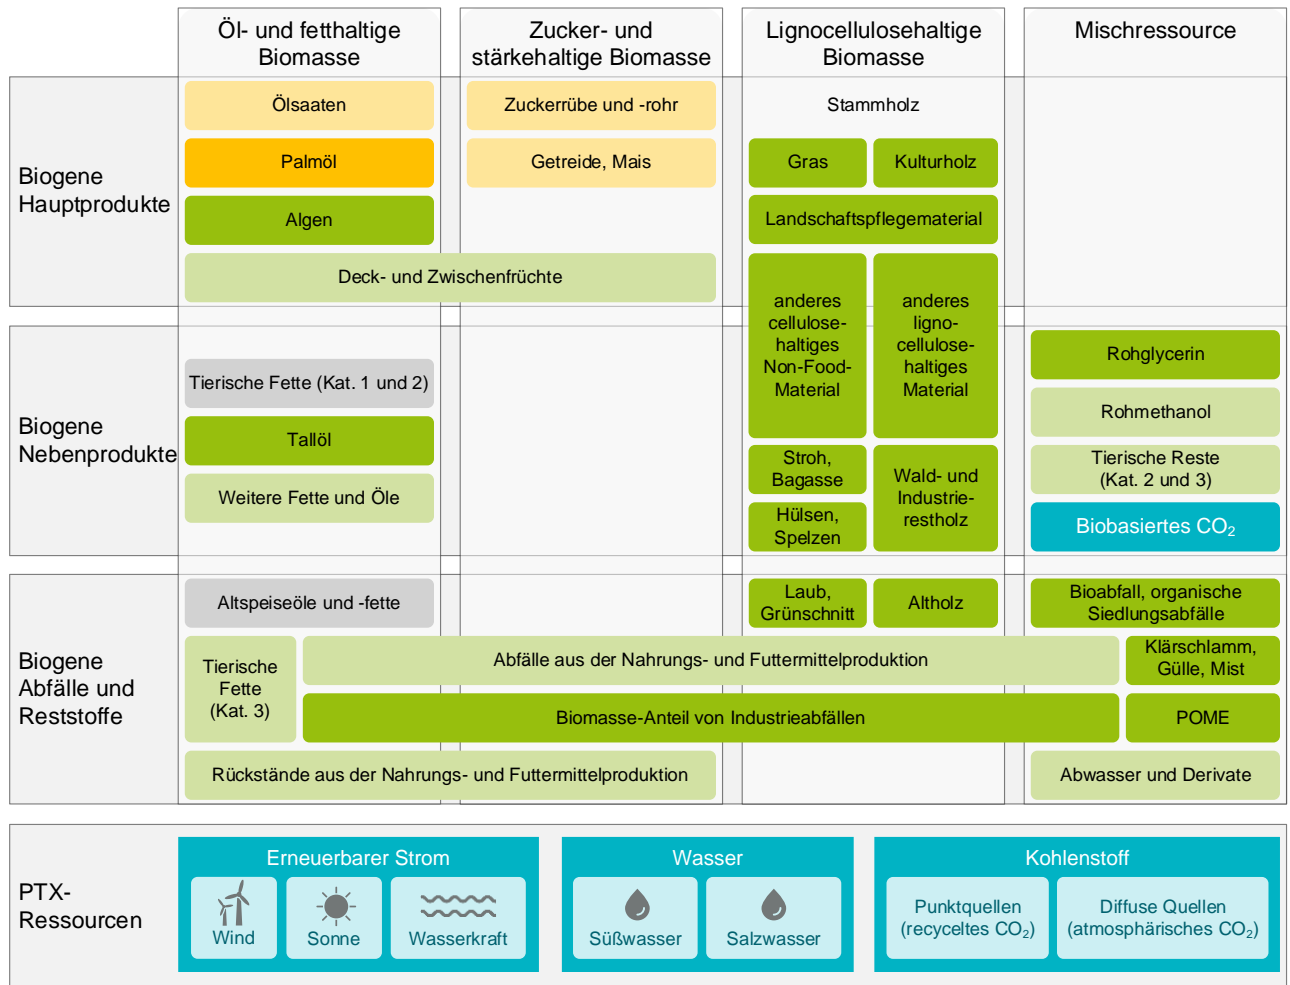 Öl- und fetthaltige
Biomasse
Zucker- und
stärkehaltige Biomasse
Lignocellulosehaltige
Biomasse
Mischressource
Biogene
Hauptprodukte
Ölsaaten
Zuckerrübe und -rohr
Stammholz
Palmöl
Getreide, Mais
Gras
Kulturholz
Algen
Landschaftspflegematerial
Deck- und Zwischenfrüchte
anderes
cellulose-
haltiges
Non-Food-
Material
anderes
ligno-
cellulose-
haltiges
Material
Biogene
Nebenprodukte
Tierische Fette (Kat. 1 und 2)
Tallöl
Weitere Fette und Öle
Stroh,
Bagasse
Hülsen,
Spelzen
Wald- und
Industrie-
restholz
Rohglycerin
Rohmethanol
Tierische Reste
(Kat. 2 und 3)
Biobasiertes CO₂
Biogene
Abfälle und
Reststoffe
Altspeiseöle und -fette
Laub,
Grünschnitt
Altholz
Bioabfall, organische
Siedlungsabfälle
Tierische
Fette
(Kat. 3)
Abfälle aus der Nahrungs- und Futtermittelproduktion
Klärschlamm,
Gülle, Mist
Biomasse-Anteil von Industrieabfällen
POME
Rückstände aus der Nahrungs- und Futtermittelproduktion
Abwasser und Derivate
PTX-
Ressourcen
Erneuerbarer Strom
Wind
Sonne
Wasserkraft
Wasser
Süßwasser
Salzwasser
Kohlenstoff
Punktquellen
(recyceltes CO₂)
Diffuse Quellen
(atmosphärisches CO₂)